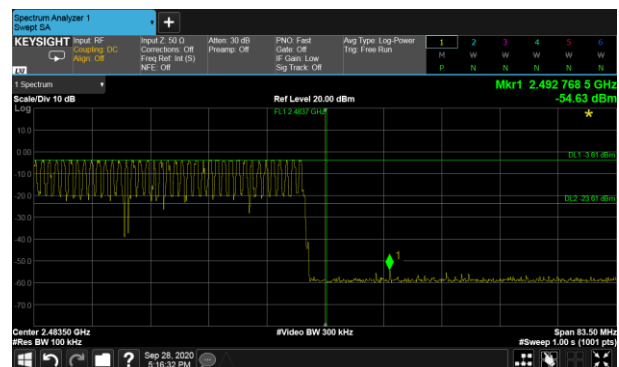 Spectrum Analyzer 1
Swept SA
+
KEYSIGHT Input: RF Input Z: 50 Ω Atten: 30 dB PNO: Fast Avg Type: Log-Power 1 2 3 4 5 6
Coupling: DC Corrections: Off Preamp: Off Gate: Off Trig: Free Run M W W W W W
Align: Off Freq Ref: Int (S) IF Gain: Low P N N N N N
LXI NFE: Off Sig Track: Off
1 Spectrum Mkr1 2.492 768 5 GHz
Scale/Div 10 dB Ref Level 20.00 dBm -54.63 dBm
Log FL1 2.4837 GHz
10.0
0.00 DL1 -3.61 dBm
-10.0
-20.0 DL2 -23.61 dBm
-30.0
-40.0
-50.0 1
-60.0
-70.0
Center 2.48350 GHz #Video BW 300 kHz Span 83.50 MHz
#Res BW 100 kHz #Sweep 1.00 s (1001 pts)
? Sep 28, 2020
5:16:32 PM